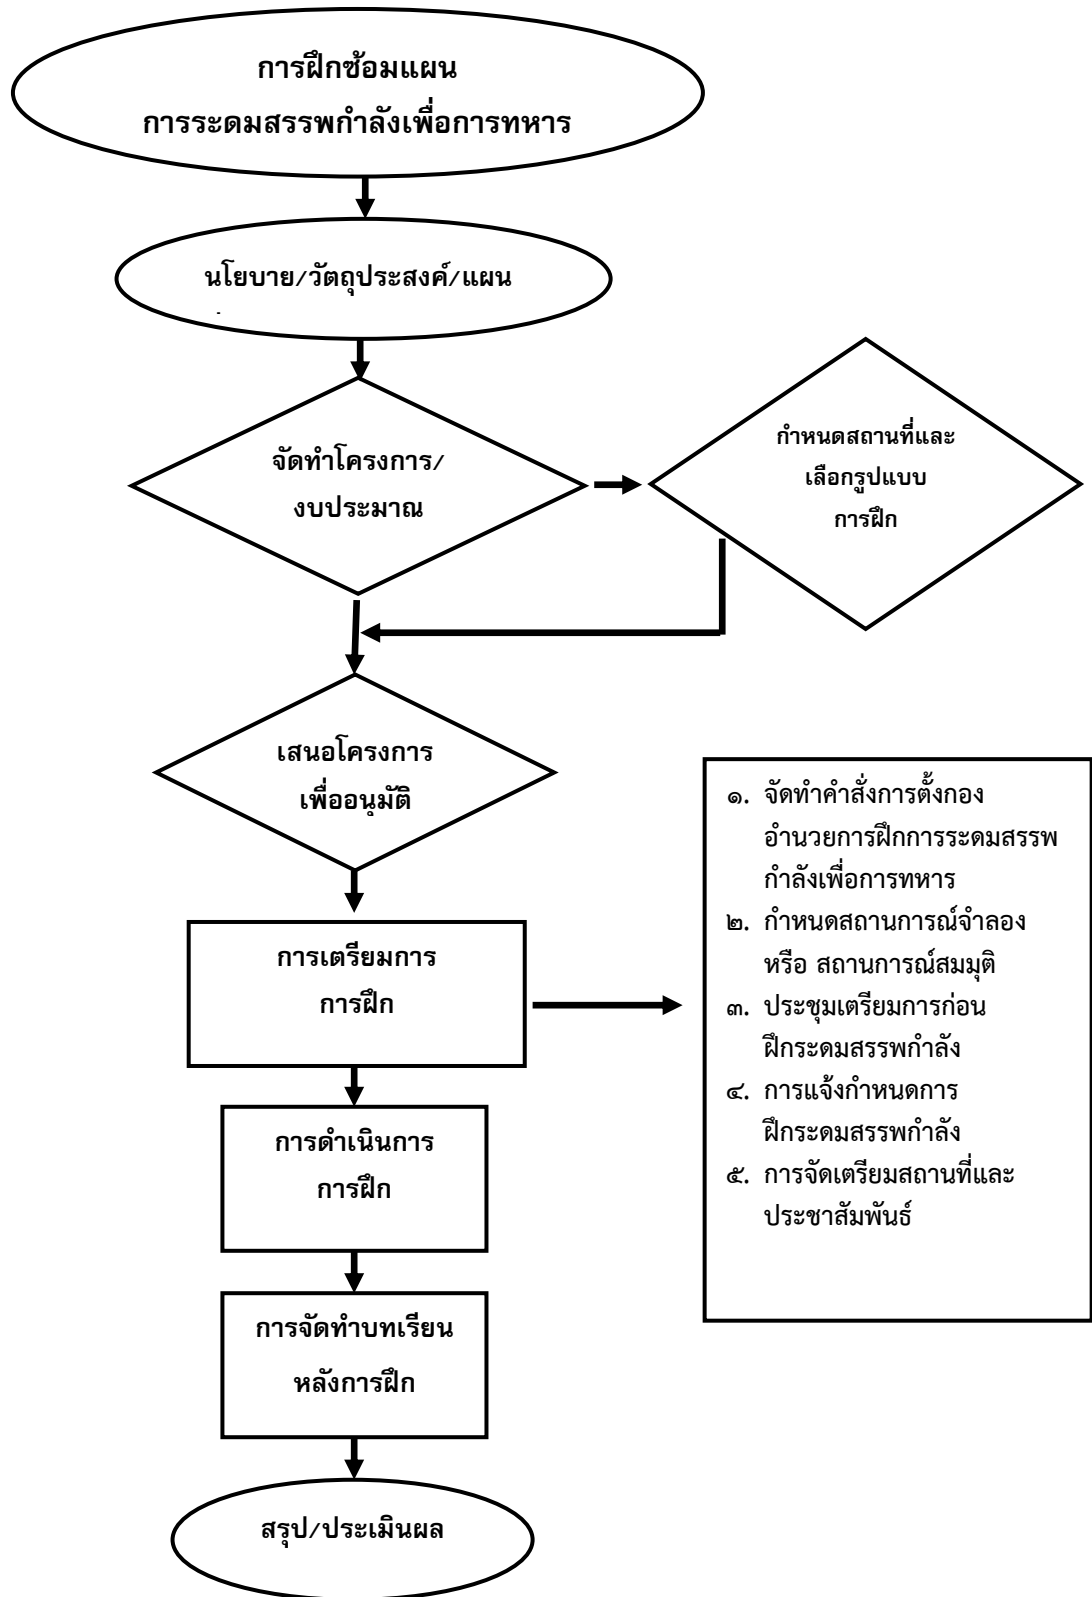 การฝึกซ้อมแผน
การระดมสรรพกำลังเพื่อการทหาร
นโยบาย/วัตถุประสงค์/แผน
จัดทำโครงการ/
งบประมาณ
กำหนดสถานที่และ
เลือกรูปแบบ
การฝึก
เสนอโครงการ
เพื่ออนุมัติ
การเตรียมการ
การฝึก
๑. จัดทำคำสั่งการตั้งกอง
อำนวยการฝึกการระดมสรรพ
กำลังเพื่อการทหาร
๒. กำหนดสถานการณ์จำลอง
หรือ สถานการณ์สมมุติ
๓. ประชุมเตรียมการก่อน
ฝึกระดมสรรพกำลัง
๔. การแจ้งกำหนดการ
ฝึกระดมสรรพกำลัง
๕. การจัดเตรียมสถานที่และ
ประชาสัมพันธ์
การดำเนินการ
การฝึก
การจัดทำบทเรียน
หลังการฝึก
สรุป/ประเมินผล